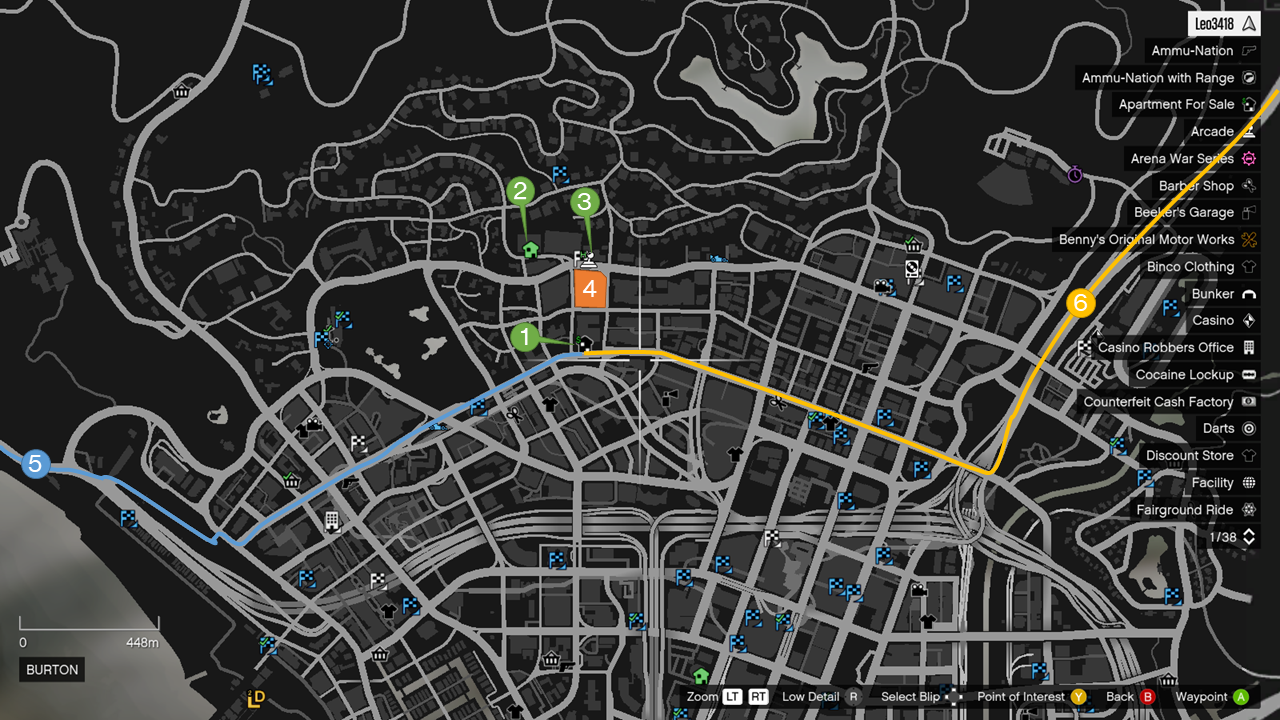 Leo3418
Ammu-Nation
Ammu-Nation with Range
Apartment For Sale
Arcade
Arena War Series
Barber Shop
Beeker's Garage
Benny's Original Motor Works
Binco Clothing
Bunker
Casino
Casino Robbers Office
Cocaine Lockup
Counterfeit Cash Factory
Darts
Discount Store
Facility
Fairground Ride
1/38
2
3
4
1
6
5
0 448m
BURTON
D
Zoom LT RT Low Detail R Select Blip Point of Interest Y Back B Waypoint A